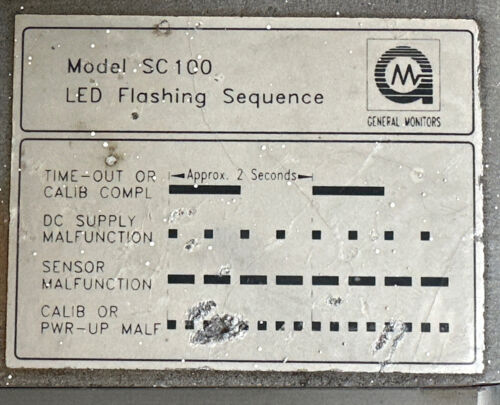 Model SC100
LED Flashing Sequence
GENERAL MONITORS
TIME-OUT OR
CALIB COMPL
Approx. 2 Seconds
DC SUPPLY
MALFUNCTION
SENSOR
MALFUNCTION
CALIB OR
PWR-UP MALF